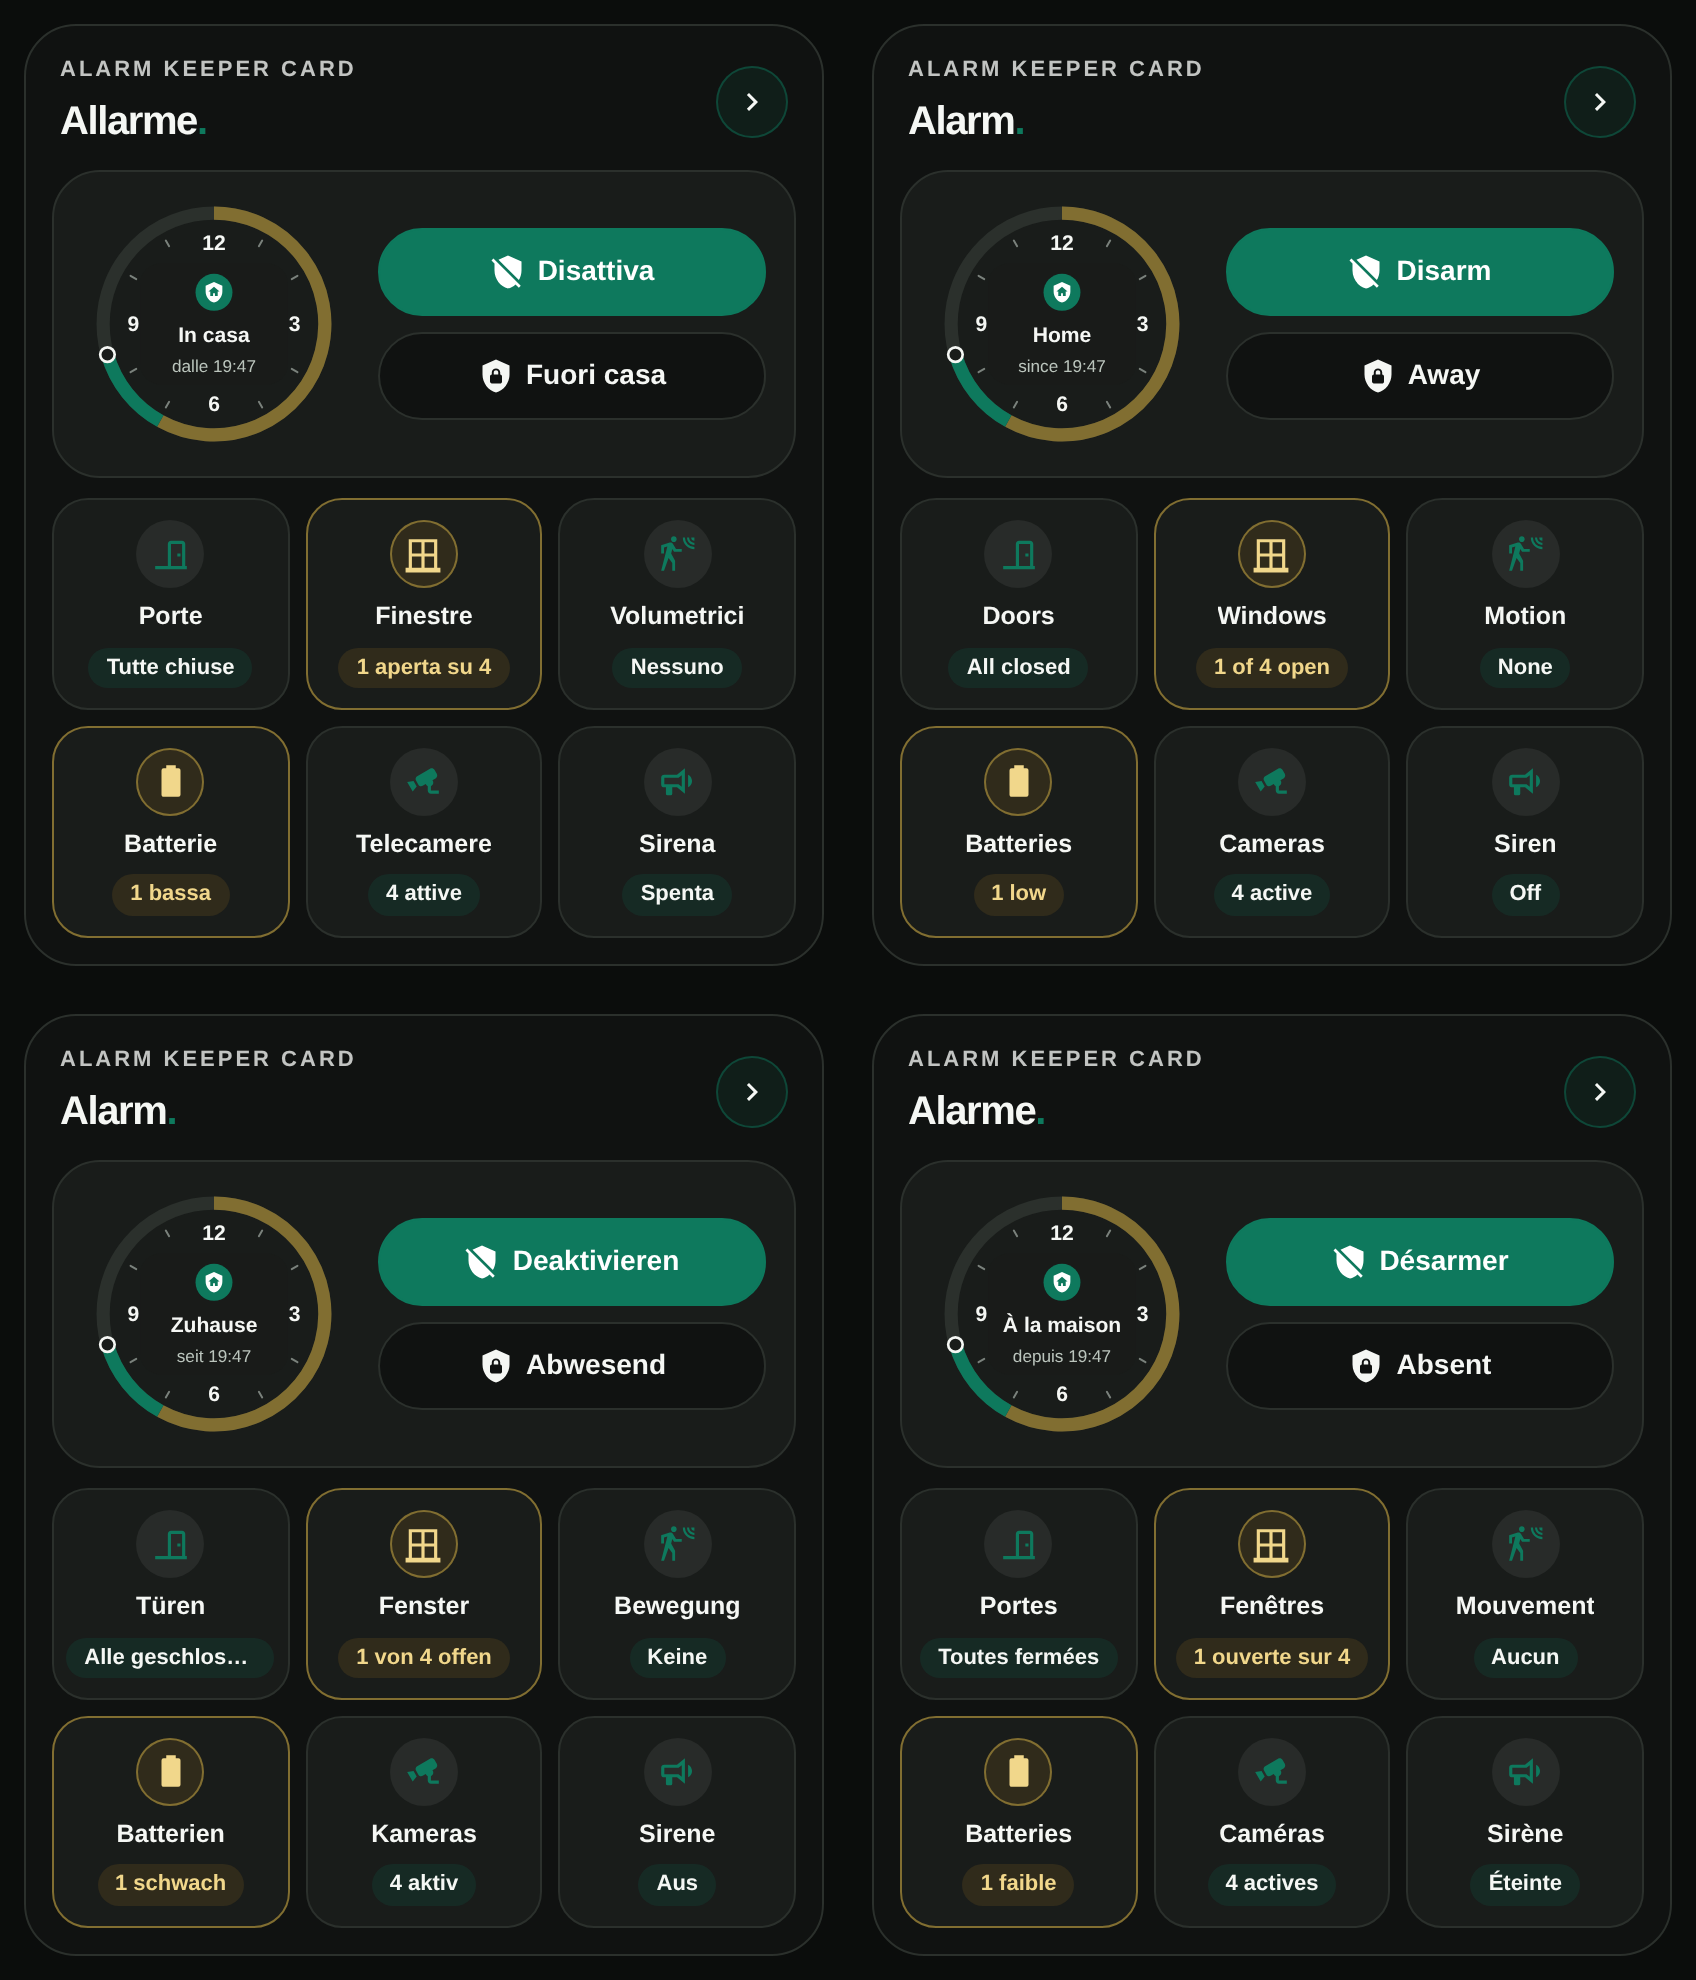 ALARM KEEPER CARD
Allarme.
12
9
3
6
In casa
dalle 19:47
Disattiva
Fuori casa
Porte
Tutte chiuse
Finestre
1 aperta su 4
Volumetrici
Nessuno
Batterie
1 bassa
Telecamere
4 attive
Sirena
Spenta
ALARM KEEPER CARD
Alarm.
12
9
3
6
Home
since 19:47
Disarm
Away
Doors
All closed
Windows
1 of 4 open
Motion
None
Batteries
1 low
Cameras
4 active
Siren
Off
ALARM KEEPER CARD
Alarm.
12
9
3
6
Zuhause
seit 19:47
Deaktivieren
Abwesend
Türen
Alle geschlos...
Fenster
1 von 4 offen
Bewegung
Keine
Batterien
1 schwach
Kameras
4 aktiv
Sirene
Aus
ALARM KEEPER CARD
Alarme.
12
9
3
6
À la maison
depuis 19:47
Désarmer
Absent
Portes
Toutes fermées
Fenêtres
1 ouverte sur 4
Mouvement
Aucun
Batteries
1 faible
Caméras
4 actives
Sirène
Éteinte